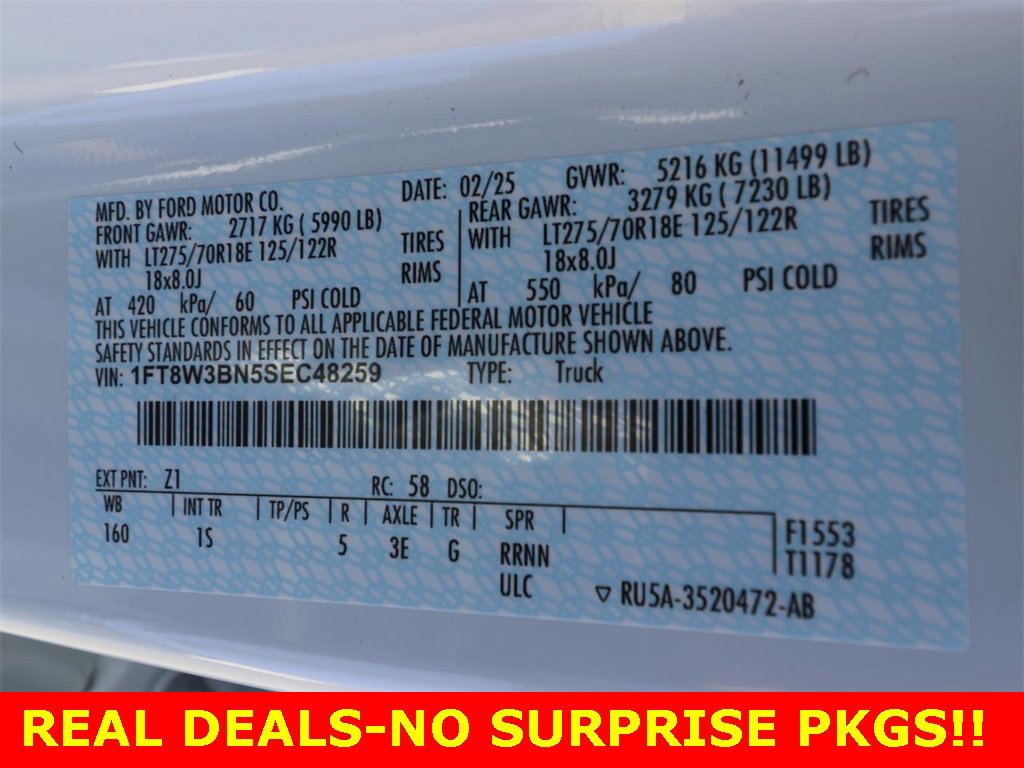 MFD. BY FORD MOTOR CO. DATE: 02/25 GVWR: 5216 KG (11499 LB)
FRONT GAWR: 2717 KG ( 5990 LB) REAR GAWR: 3279 KG ( 7230 LB)
WITH LT275/70R18E 125/122R TIRES WITH LT275/70R18E 125/122R TIRES
18x8.0J RIMS 18x8.0J RIMS
AT 420 kPa/ 60 PSI COLD AT 550 kPa/ 80 PSI COLD
THIS VEHICLE CONFORMS TO ALL APPLICABLE FEDERAL MOTOR VEHICLE
SAFETY STANDARDS IN EFFECT ON THE DATE OF MANUFACTURE SHOWN ABOVE.
VIN: 1FT8W3BN5SEC48259 TYPE: Truck
EXT PNT: Z1 RC: 58 DSO:
WB INT TR TP/PS R AXLE TR SPR
160 1S 5 3E G RRNN F1553
ULC T1178
RU5A-3520472-AB
REAL DEALS-NO SURPRISE PKGS!!